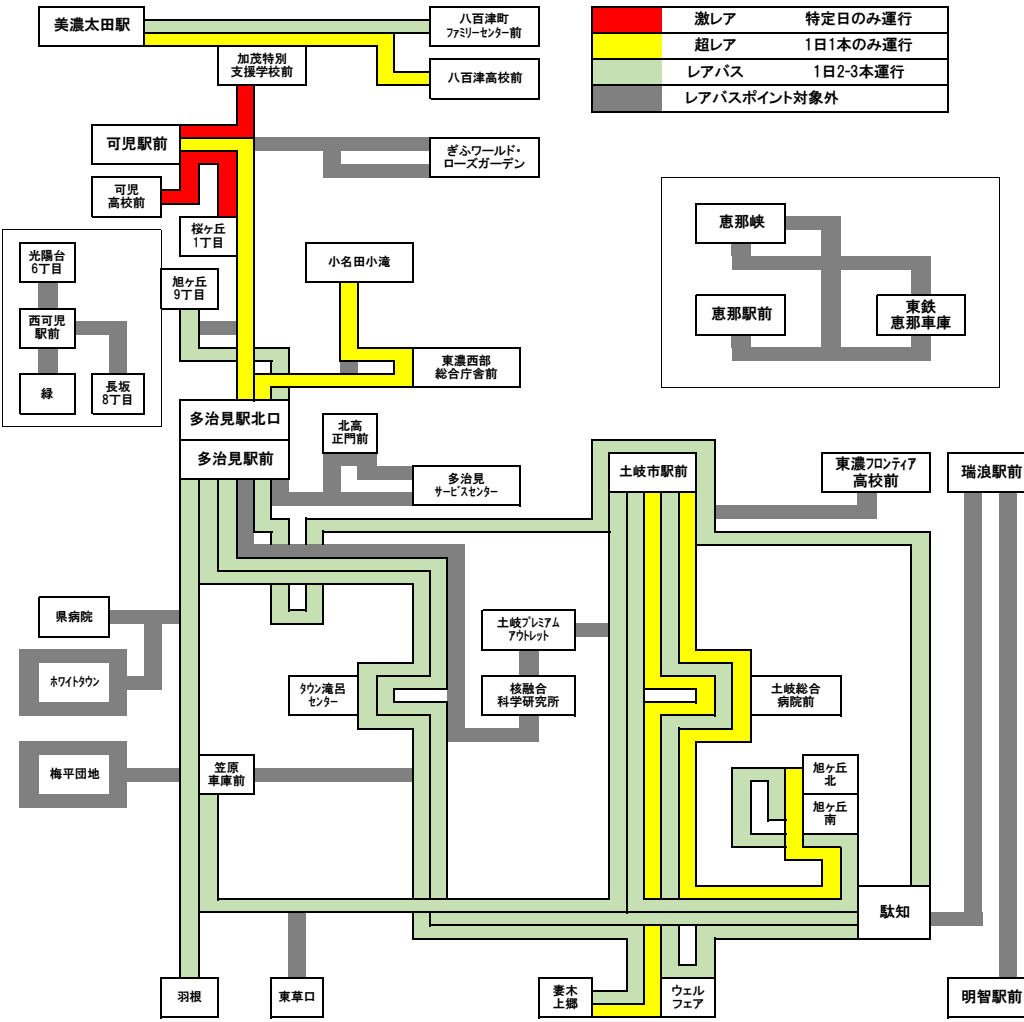 美濃太田駅
八百津町
ファミリーセンター前
激レア 特定日のみ運行
超レア 1日1本のみ運行
レアバス 1日2-3本運行
レアバスポイント対象外
加茂特別
支援学校前
八百津高校前
可児駅前
ぎふワールド・
ローズガーデン
可児
高校前
桜ヶ丘
1丁目
恵那峡
恵那駅前
東鉄
恵那車庫
光陽台
6丁目
西可児
駅前
緑
長坂
8丁目
旭ヶ丘
9丁目
小名田小滝
東濃西部
総合庁舎前
多治見駅北口
多治見駅前
北高
正門前
多治見
サービスセンター
土岐市駅前
東濃フロンティア
高校前
瑞浪駅前
県病院
ホワイトタウン
土岐プレミアム
アウトレット
核融合
科学研究所
タウン滝呂
センター
土岐総合
病院前
梅平団地
笠原
車庫前
旭ヶ丘
北
旭ヶ丘
南
駄知
羽根
東草口
妻木
上郷
ウェル
フェア
明智駅前